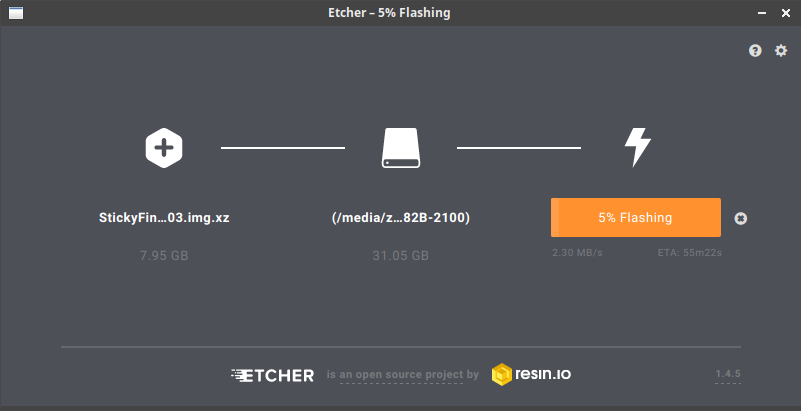 Etcher – 5% Flashing
StickyFin...03.img.xz
(/media/z...82B-2100)
5% Flashing
7.95 GB
31.05 GB
2.30 MB/s
ETA: 55m22s
ETCHER is an open source project by resin.io
1.4.5